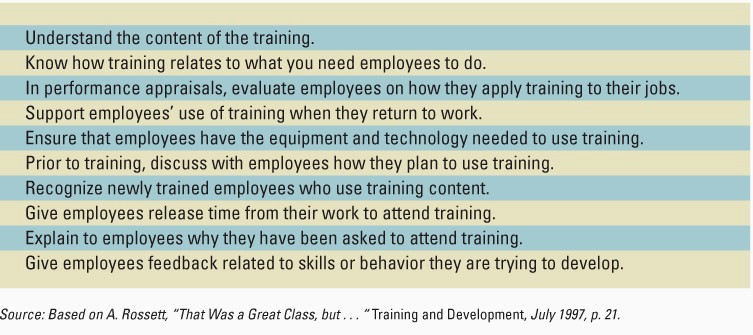 Understand the content of the training.
Know how training relates to what you need employees to do.
In performance appraisals, evaluate employees on how they apply training to their jobs.
Support employees’ use of training when they return to work.
Ensure that employees have the equipment and technology needed to use training.
Prior to training, discuss with employees how they plan to use training.
Recognize newly trained employees who use training content.
Give employees release time from their work to attend training.
Explain to employees why they have been asked to attend training.
Give employees feedback related to skills or behavior they are trying to develop.
Source: Based on A. Rossett, “That Was a Great Class, but . . . “ Training and Development, July 1997, p. 21.